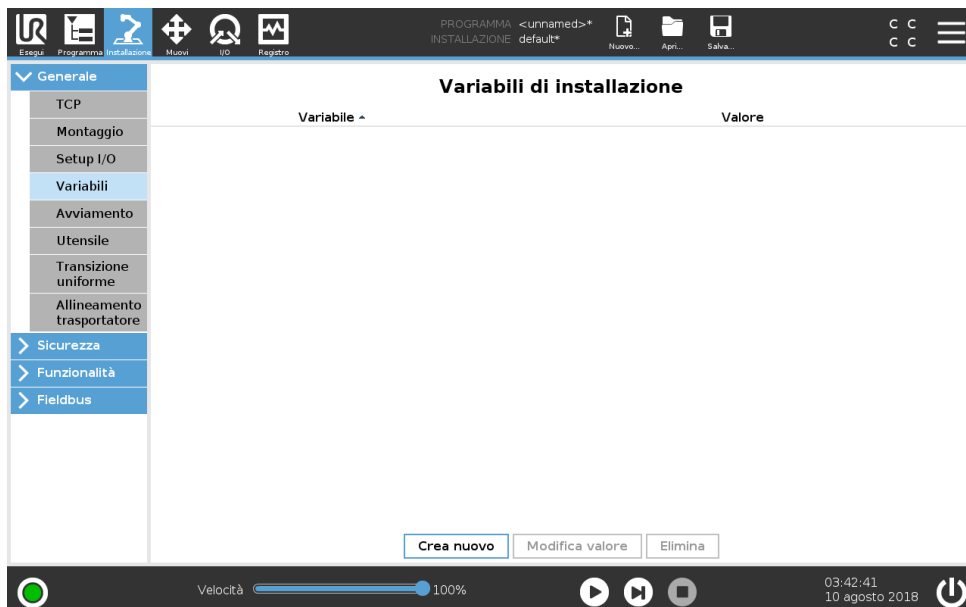 UR
Esegui
Programma
Installazione
Muovi
I/O
Registro
PROGRAMMA <unnamed>*
INSTALLAZIONE default*
Nuovo...
Apri...
Salva...
C C
C C
Generale
TCP
Montaggio
Setup I/O
Variabili
Avviamento
Utensile
Transizione
uniforme
Allineamento
trasportatore
Sicurezza
Funzionalità
Fieldbus
Variabili di installazione
Variabile
Valore
Crea nuovo
Modifica valore
Elimina
Velocità
100%
03:42:41
10 agosto 2018